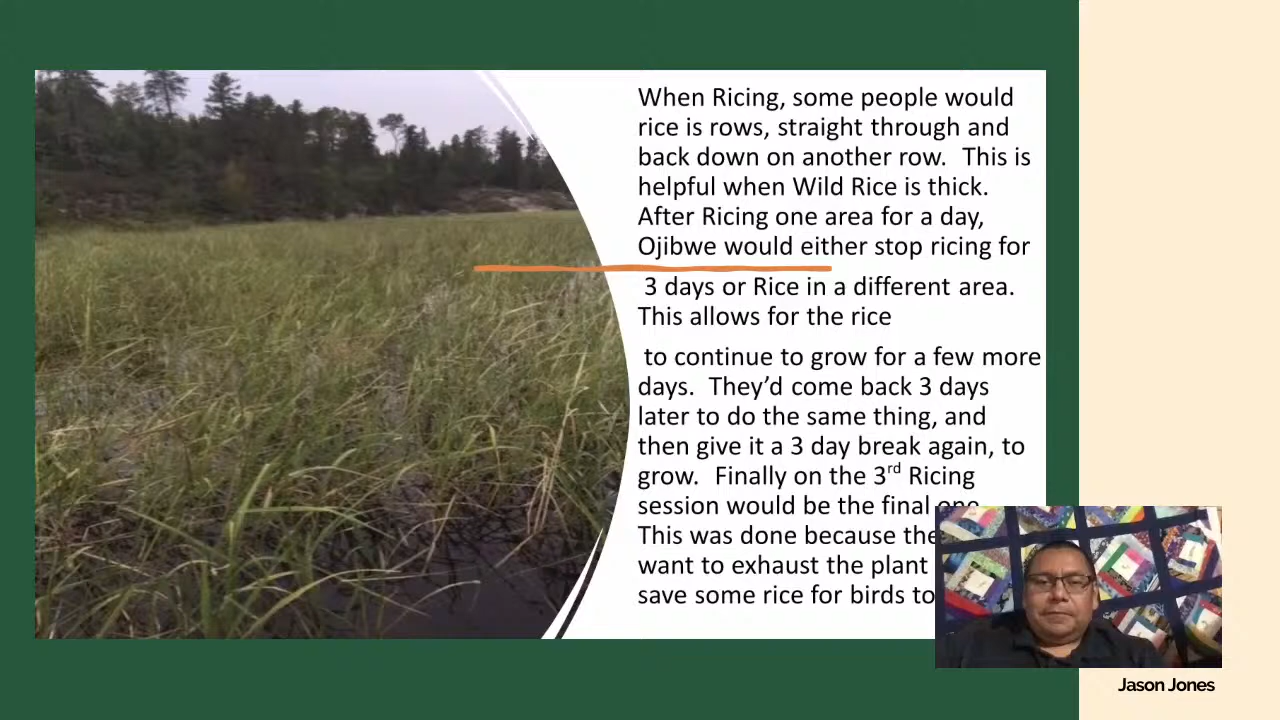 When Ricing, some people would
rice is rows, straight through and
back down on another row.  This is
helpful when Wild Rice is thick.
After Ricing one area for a day,
Ojibwe would either stop ricing for
3 days or Rice in a different area.
This allows for the rice
to continue to grow for a few more
days.  They’d come back 3 days
later to do the same thing, and
then give it a 3 day break again, to
grow.  Finally on the 3rd Ricing
session would be the final one.
This was done because
want to exhaust the plant
save some rice for birds to
Jason Jones